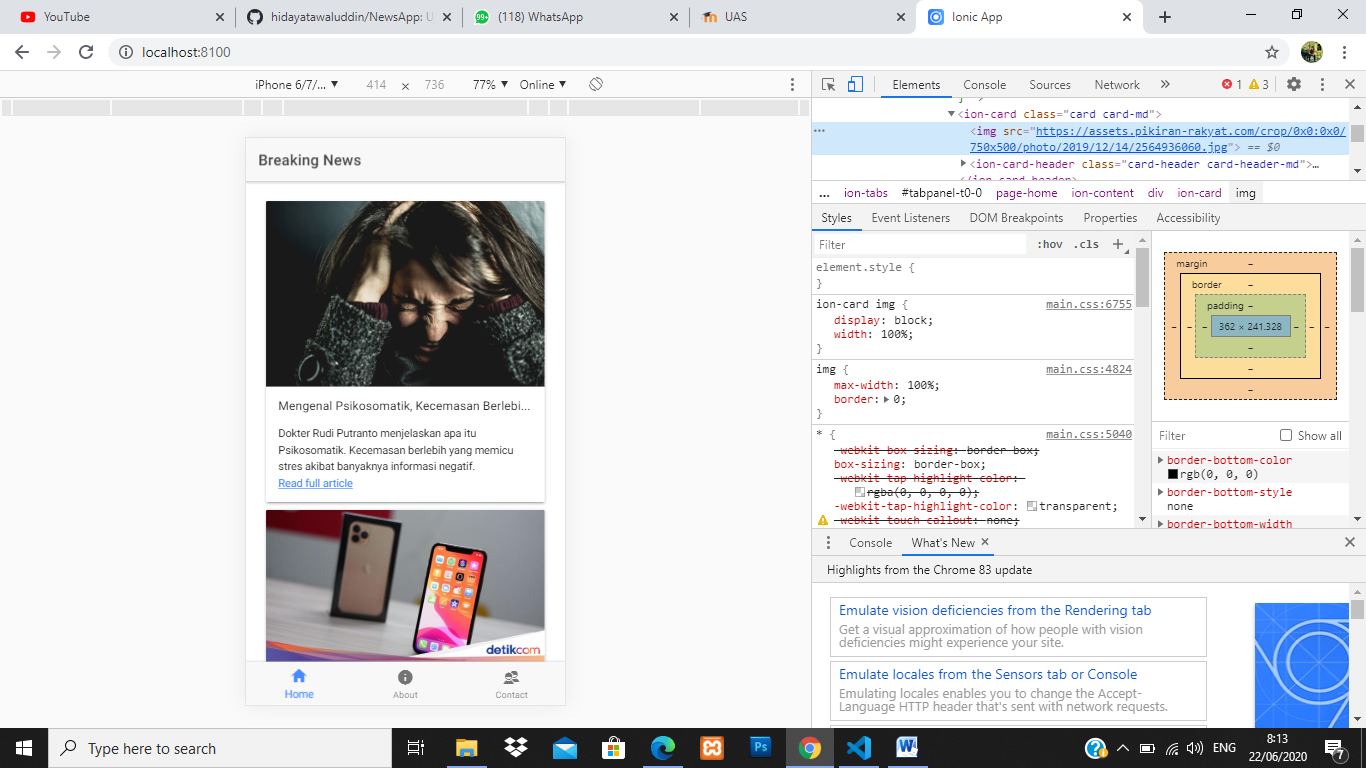 YouTube
hidayatawaluddin/NewsApp: U
99+
(118) WhatsApp
UAS
Ionic App
localhost:8100
iPhone 6/7/... ▼ 414 × 736 77% ▼ Online ▼
Breaking News
Mengenal Psikosomatik, Kecemasan Berlebi...
Dokter Rudi Putranto menjelaskan apa itu
Psikosomatik. Kecemasan berlebih yang memicu
stres akibat banyaknya informasi negatif.
Read full article
detikcom
Home About Contact
Elements Console Sources Network » 1 3
<ion-card class="card card-md">
<img src="https://assets.pikiran-rakyat.com/crop/0x0:0x0/
750x500/photo/2019/12/14/2564936060.jpg"> == $0
<ion-card-header class="card-header card-header-md">…
</ion-card-header>
... ion-tabs #tabpanel-t0-0 page-home ion-content div ion-card img
Styles Event Listeners DOM Breakpoints Properties Accessibility
Filter :hov .cls +
element.style {
}
ion-card img { main.css:6755
display: block;
width: 100%;
}
img { main.css:4824
max-width: 100%;
border: 0;
}
* { main.css:5040
-webkit-box-sizing: border-box;
box-sizing: border-box;
-webkit-tap-highlight-color:
rgba(0, 0, 0, 0);
-webkit-tap-highlight-color: transparent;
-webkit-touch-callout: none;
margin –
border –
padding –
– – – 362 × 241.328 – – –
–
–
–
Filter Show all
border-bottom-color
rgb(0, 0, 0)
border-bottom-style
none
border-bottom-width
Console What's New ×
Highlights from the Chrome 83 update
Emulate vision deficiencies from the Rendering tab
Get a visual approximation of how people with vision
deficiencies might experience your site.
Emulate locales from the Sensors tab or Console
Emulating locales enables you to change the Accept-
Language HTTP header that's sent with network requests.
Type here to search
Ps
W
ENG
8:13
22/06/2020
7